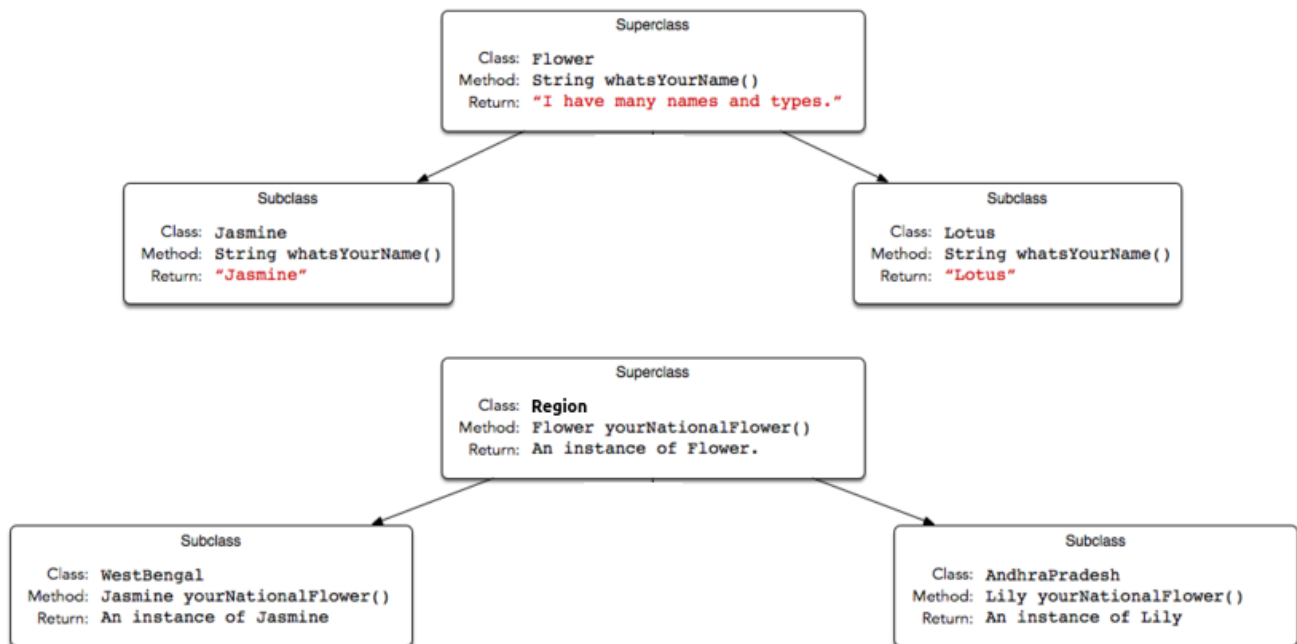 Superclass
Class: Flower
Method: String whatsYourName()
Return: “I have many names and types.”
Subclass
Class: Jasmine
Method: String whatsYourName()
Return: “Jasmine”
Subclass
Class: Lotus
Method: String whatsYourName()
Return: “Lotus”
Superclass
Class: Region
Method: Flower yourNationalFlower()
Return: An instance of Flower.
Subclass
Class: WestBengal
Method: Jasmine yourNationalFlower()
Return: An instance of Jasmine
Subclass
Class: AndhraPradesh
Method: Lily yourNationalFlower()
Return: An instance of Lily